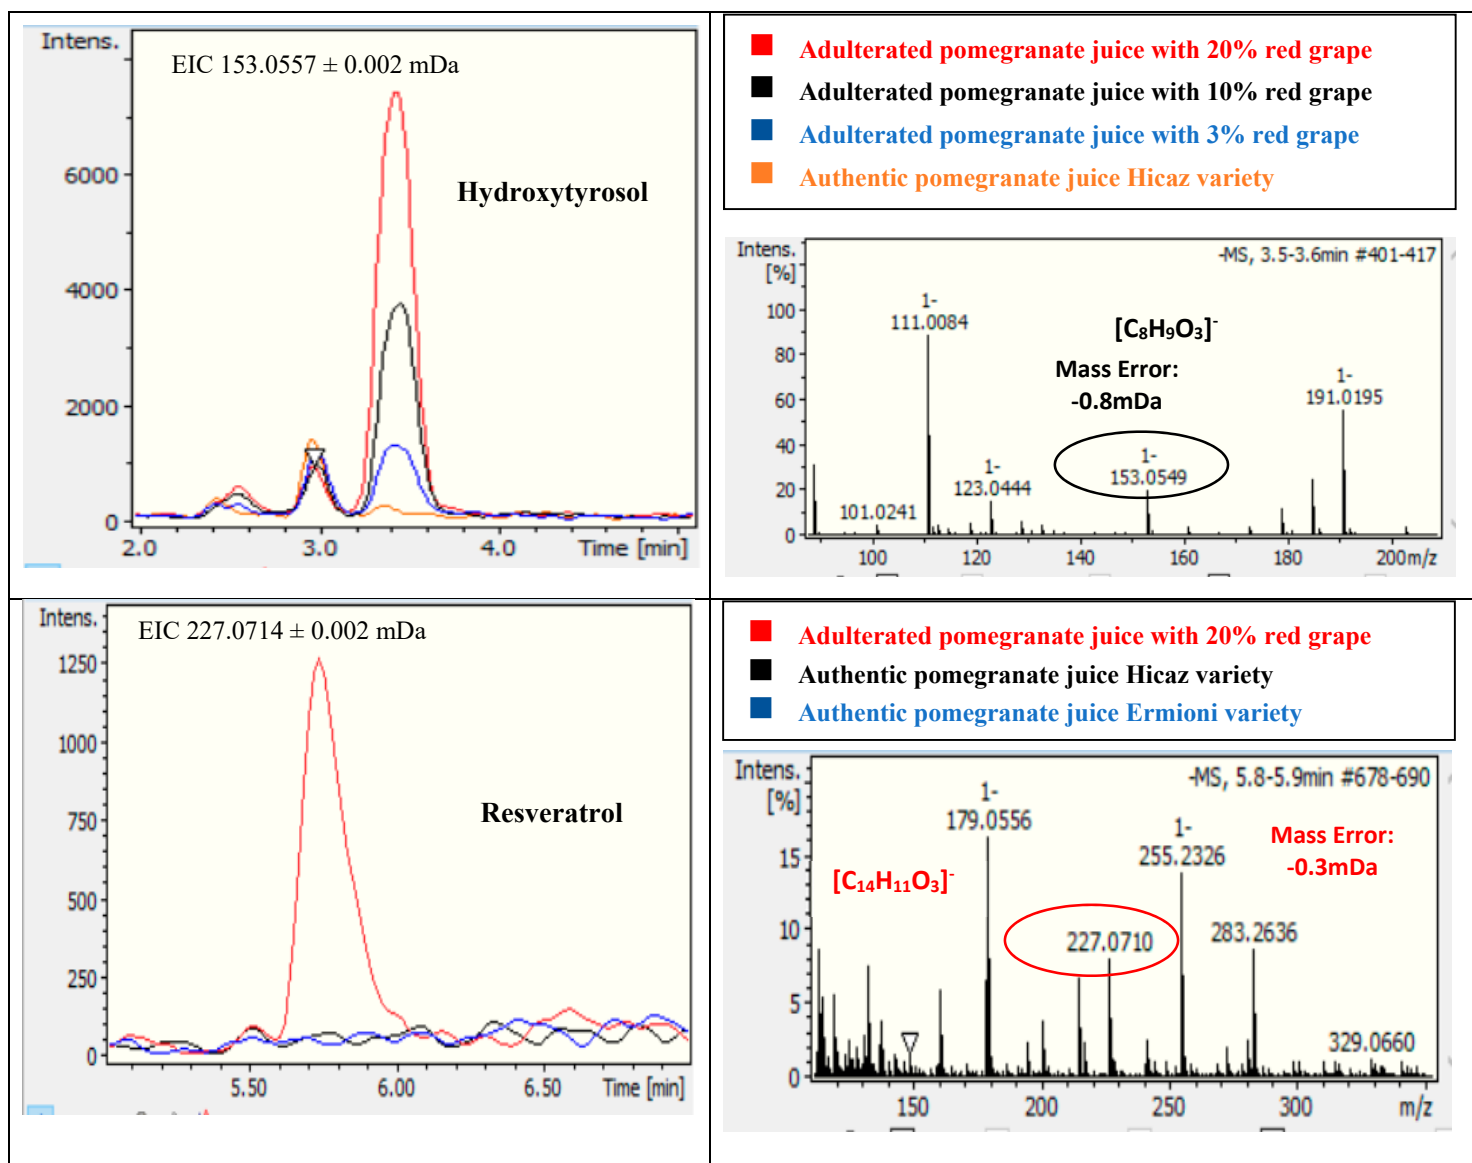 Intens.
EIC 153.0557 ± 0.002 mDa
6000
4000
2000
0
Hydroxytyrosol
2.0
3.0
4.0
Time [min]
Adulterated pomegranate juice with 20% red grape
Adulterated pomegranate juice with 10% red grape
Adulterated pomegranate juice with 3% red grape
Authentic pomegranate juice Hicaz variety
Intens.
[%]
-MS, 3.5-3.6min #401-417
100
80
60
40
20
0
1-
111.0084
[C₈H₉O₃]⁻
Mass Error:
-0.8mDa
1-
191.0195
1-
153.0549
1-
123.0444
101.0241
100
120
140
160
180
200 m/z
Intens.
EIC 227.0714 ± 0.002 mDa
1250
1000
750
500
250
0
Resveratrol
5.50
6.00
6.50
Time [min]
Adulterated pomegranate juice with 20% red grape
Authentic pomegranate juice Hicaz variety
Authentic pomegranate juice Ermioni variety
Intens.
[%]
-MS, 5.8-5.9min #678-690
15
10
5
0
1-
179.0556
1-
255.2326
Mass Error:
-0.3mDa
[C₁₄H₁₁O₃]⁻
227.0710
283.2636
329.0660
150
200
250
300
m/z